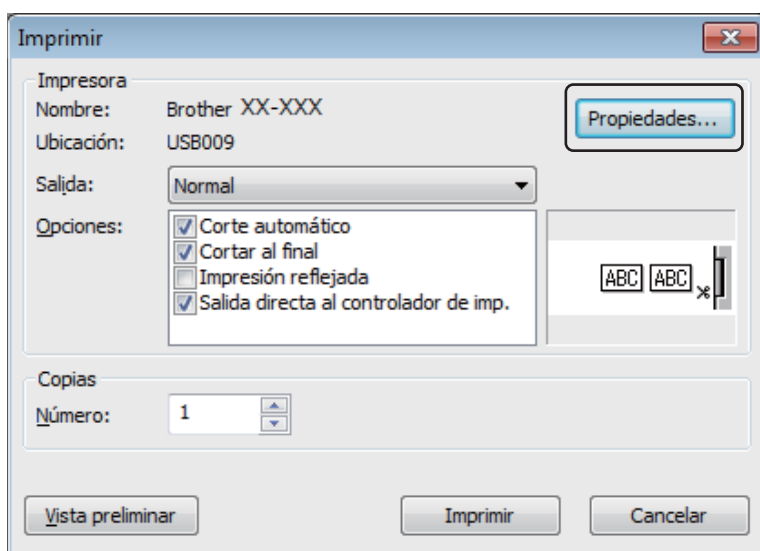 Imprimir
Impresora
Nombre: Brother XX-XXX
Propiedades...
Ubicación: USB009
Salida: Normal
Opciones:
Corte automático
Cortar al final
Impresión reflejada
Salida directa al controlador de imp.
ABC ABC
Copias
Número: 1
Vista preliminar Imprimir Cancelar